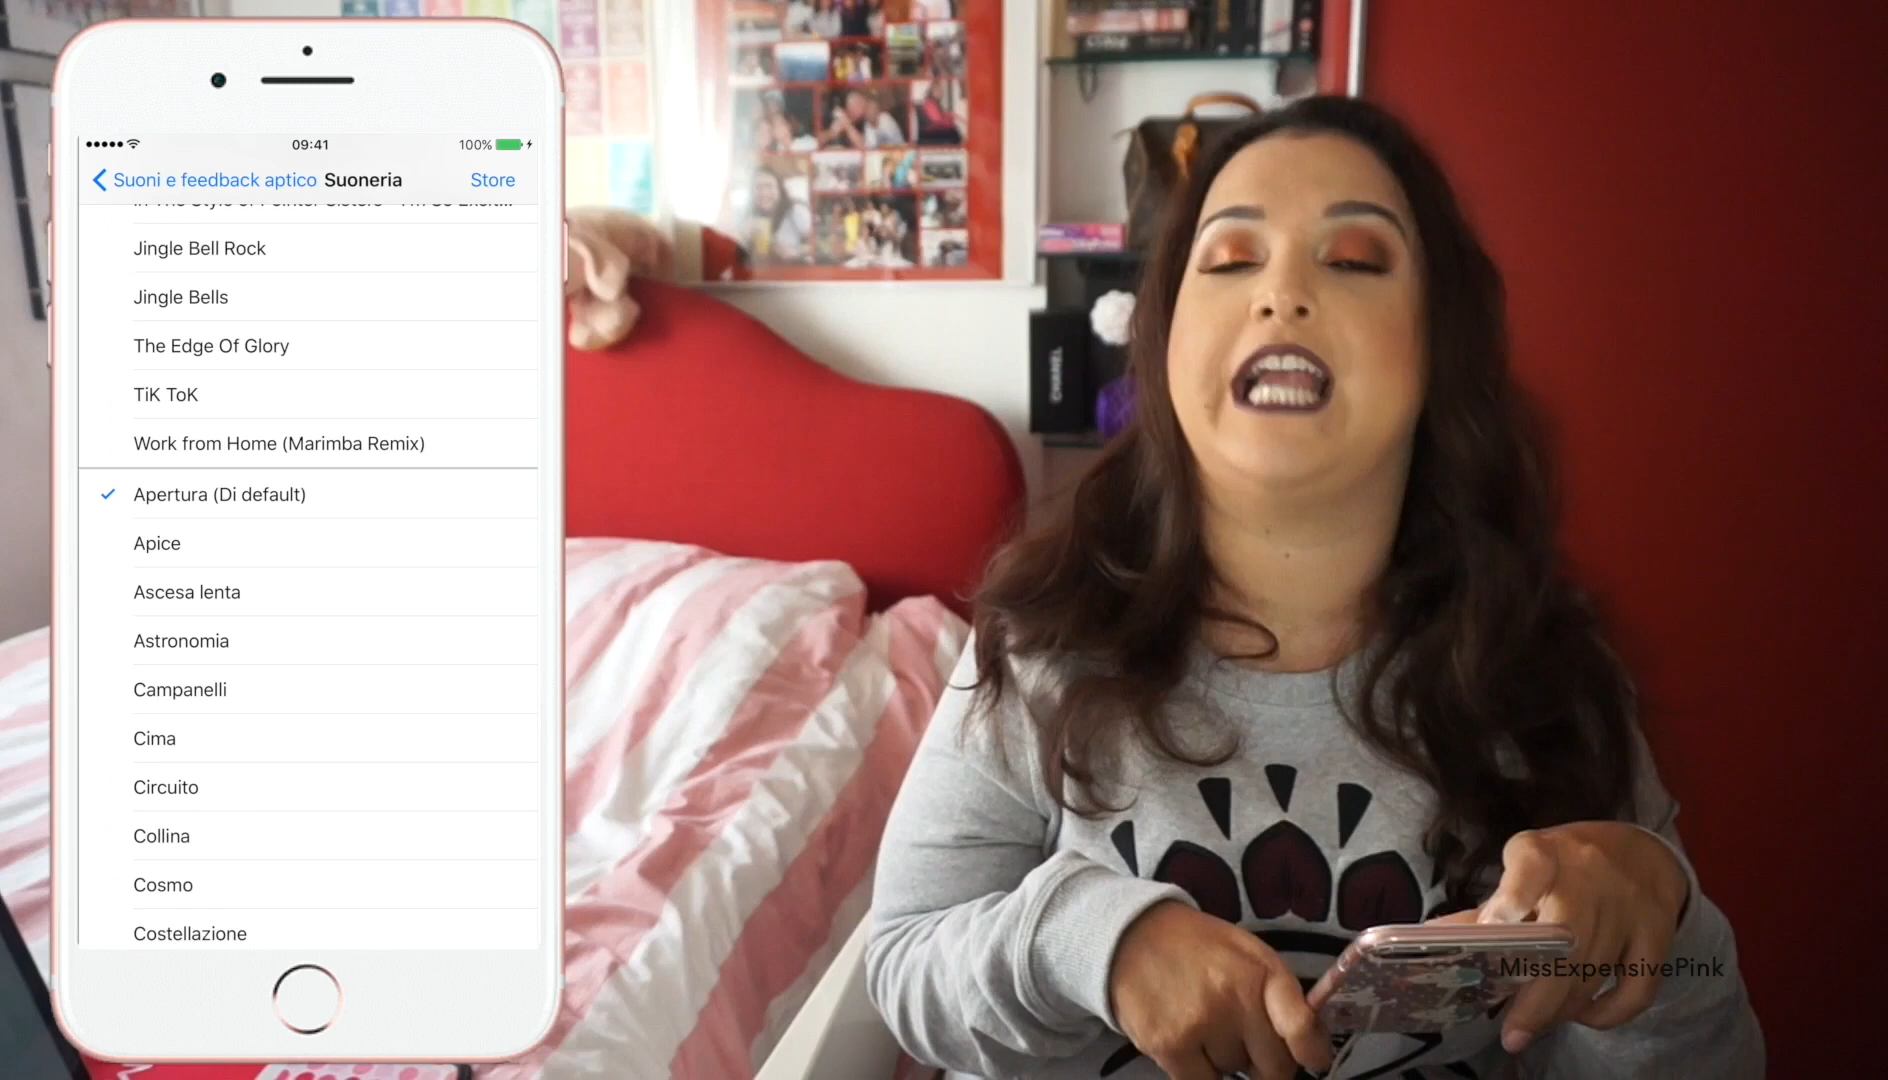 09:41
100%
Suoni e feedback aptico Suoneria Store
Jingle Bell Rock
Jingle Bells
The Edge Of Glory
TiK ToK
Work from Home (Marimba Remix)
Apertura (Di default)
Apice
Ascesa lenta
Astronomia
Campanelli
Cima
Circuito
Collina
Cosmo
Costellazione
CHANEL
MissExpensivePink